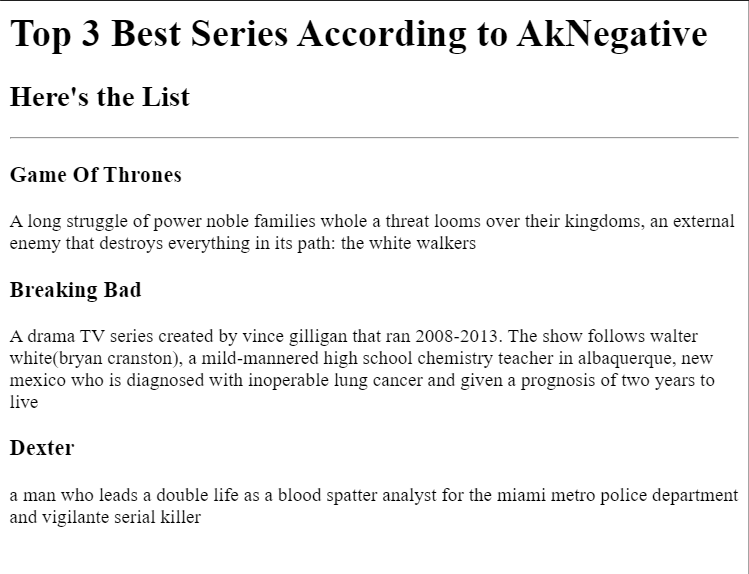 Top 3 Best Series According to AkNegative
Here's the List
Game Of Thrones
A long struggle of power noble families whole a threat looms over their kingdoms, an external
enemy that destroys everything in its path: the white walkers
Breaking Bad
A drama TV series created by vince gilligan that ran 2008-2013. The show follows walter
white(bryan cranston), a mild-mannered high school chemistry teacher in albaquerque, new
mexico who is diagnosed with inoperable lung cancer and given a prognosis of two years to
live
Dexter
a man who leads a double life as a blood spatter analyst for the miami metro police department
and vigilante serial killer